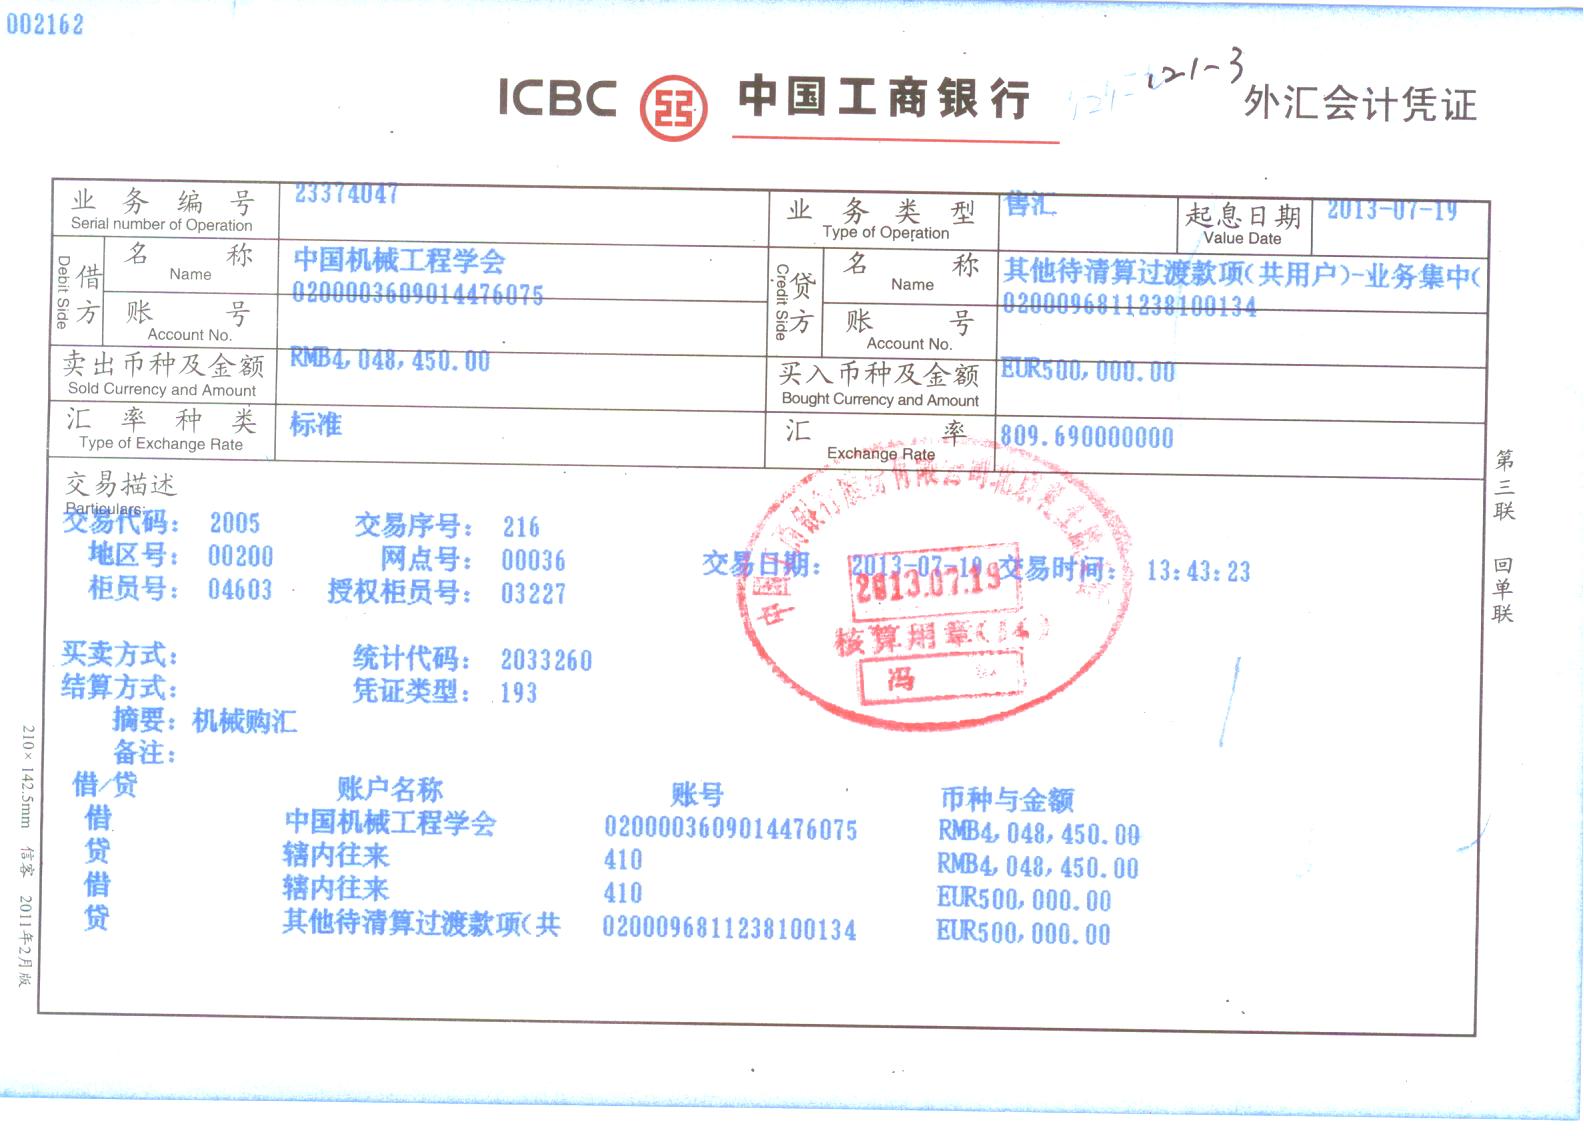 002162
ICBC 中国工商银行 121-3 外汇会计凭证
业务编号 23374047 业务类型 售汇 起息日期 2013-07-19
Serial number of Operation Type of Operation Value Date
借方 Debit Side 名称 Name 中国机械工程学会 贷方 Credit Side 名称 Name 其他待清算过渡款项(共用户)-业务集中(
账号 Account No. 0200003609014476075 账号 Account No. 0200096811238100134
卖出币种及金额 RMB4,048,450.00 买入币种及金额 EUR500,000.00
Sold Currency and Amount Bought Currency and Amount
汇率种类 标准 汇率 809.690000000
Type of Exchange Rate Exchange Rate
交易描述
Particulars:
交易代码: 2005 交易序号: 216
地区号: 00200 网点号: 00036 交易日期: 2013-07-19 交易时间: 13:43:23
柜员号: 04603 授权柜员号: 03227
2013.07.19
核算用章(14)
冯
买卖方式: 统计代码: 2033260
结算方式: 凭证类型: 193
摘要: 机械购汇
备注:
借/贷 账户名称 账号 币种与金额
借 中国机械工程学会 0200003609014476075 RMB4,048,450.00
贷 辖内往来 410 RMB4,048,450.00
借 辖内往来 410 EUR500,000.00
贷 其他待清算过渡款项(共 0200096811238100134 EUR500,000.00
第三联 回单联
210×142.5mm 信客 2011年2月版